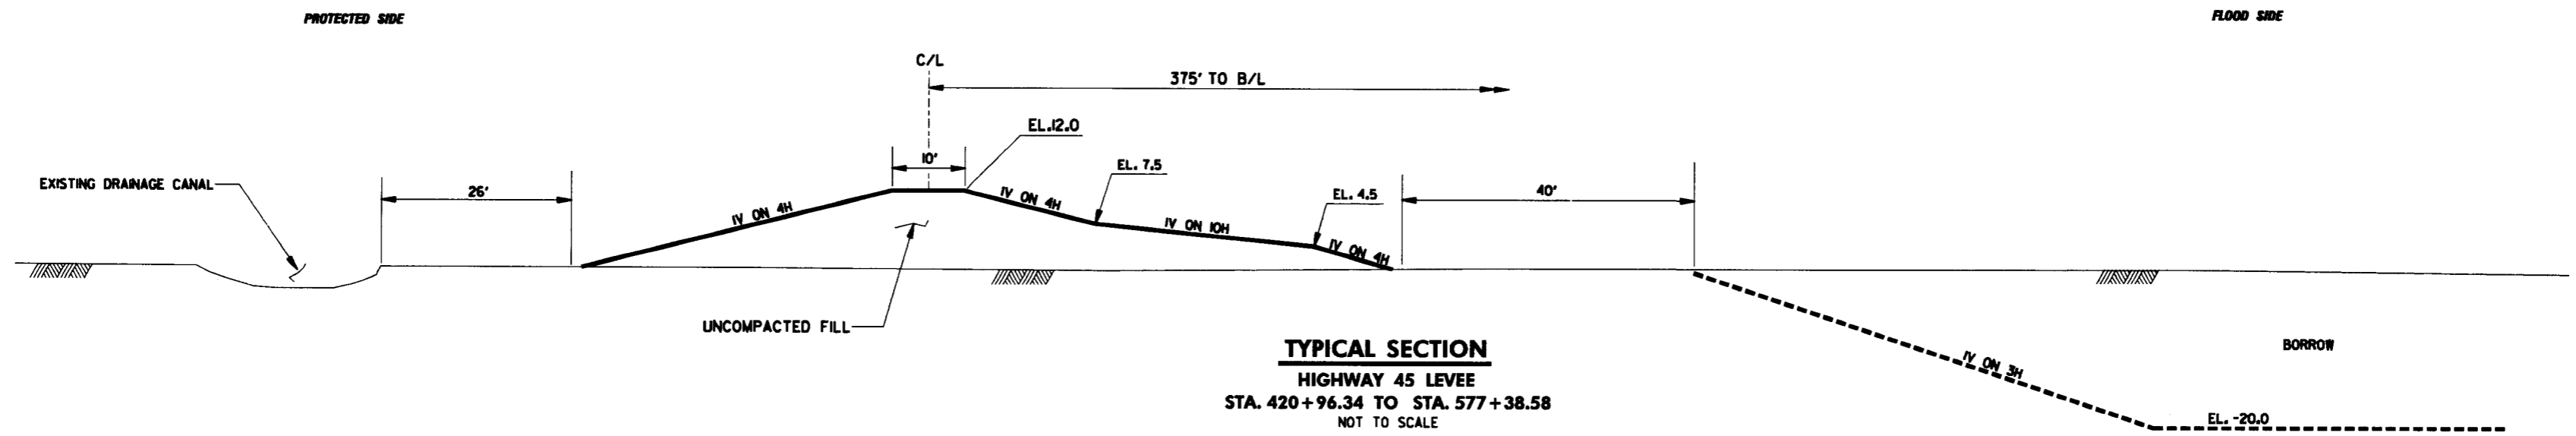 PROTECTED SIDE
FLOOD SIDE
C/L
375' TO B/L
EL.12.0
10'
EL. 7.5
EXISTING DRAINAGE CANAL
26'
EL. 4.5
40'
1V ON 4H
1V ON 4H
1V ON 10H
1V ON 4H
UNCOMPACTED FILL
TYPICAL SECTION
HIGHWAY 45 LEVEE
STA. 420+96.34 TO STA. 577+38.58
NOT TO SCALE
BORROW
1V ON 3H
EL. -20.0